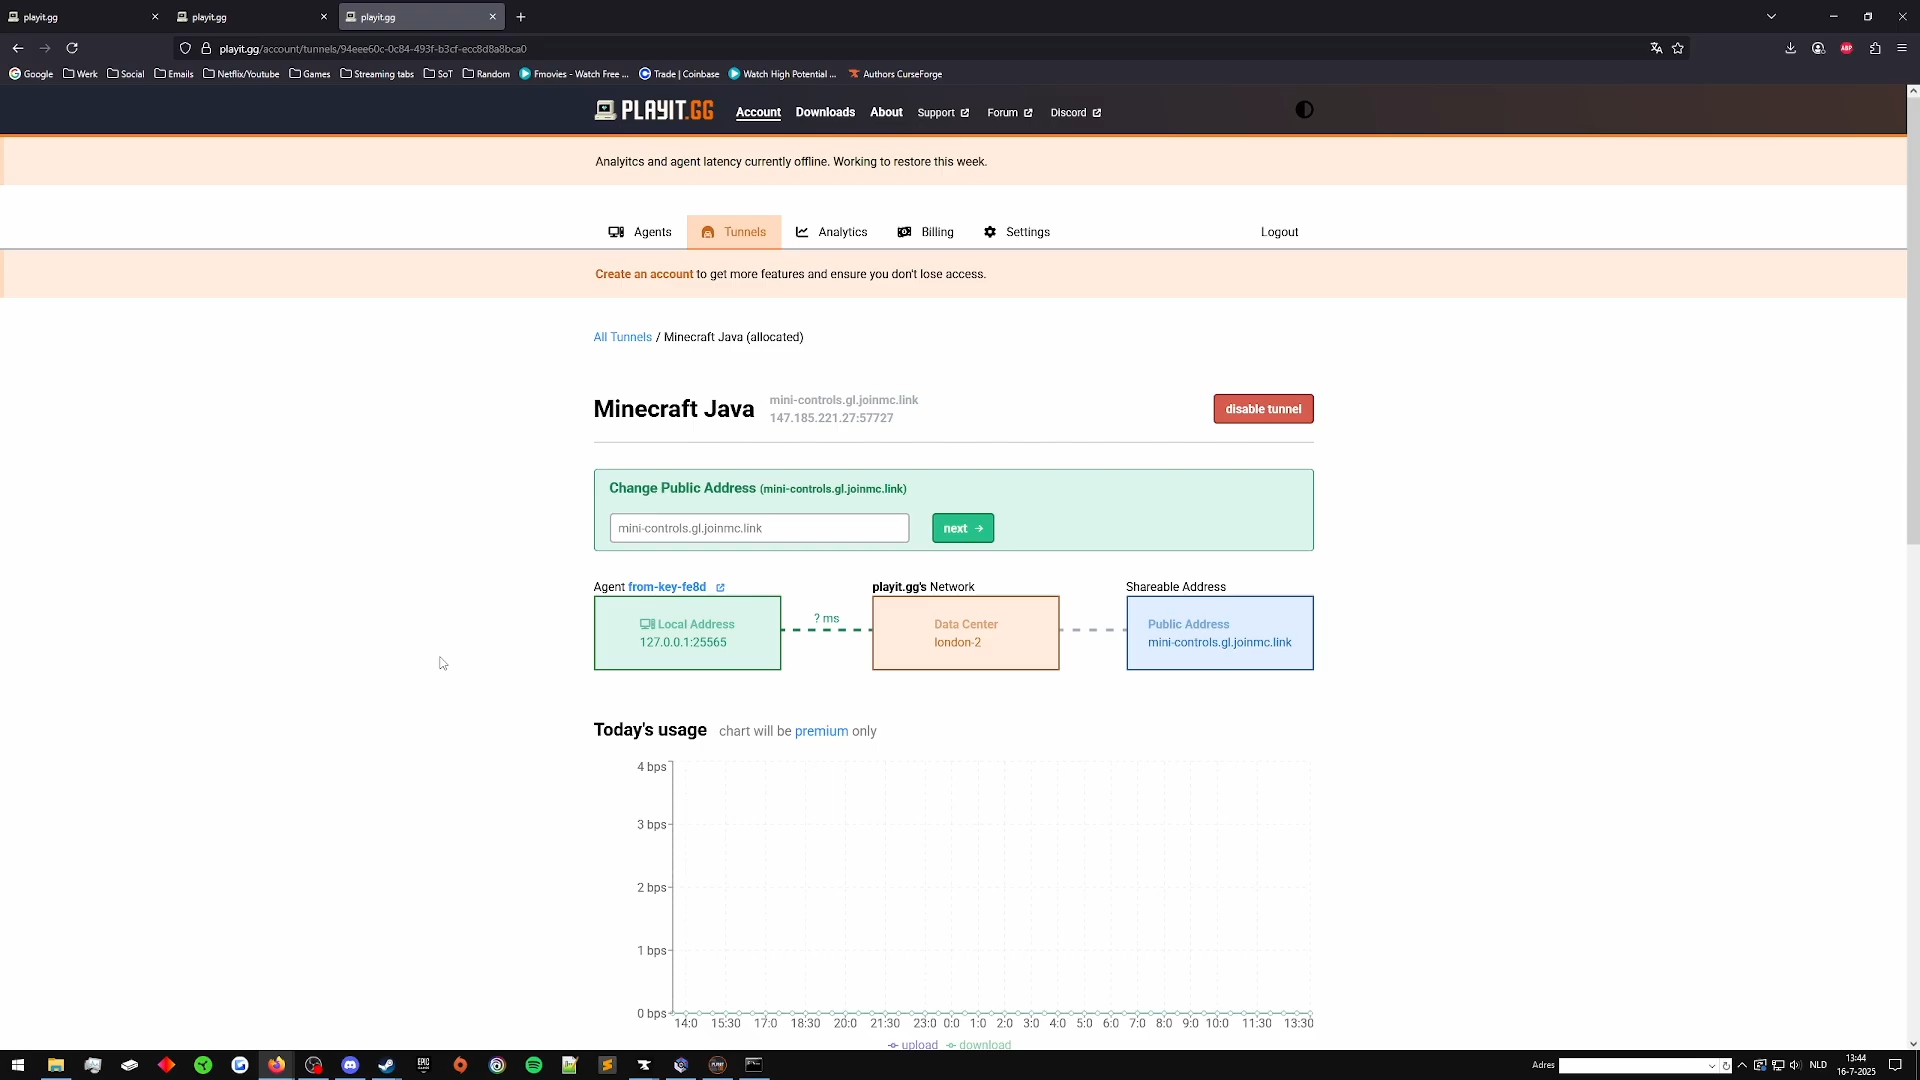 playit.gg
playit.gg
playit.gg
playit.gg/account/tunnels/94eee60c-0c84-493f-b3cf-ecc8d8a8bca0
Google Werk Social Emails Netflix/Youtube Games Streaming tabs SoT Random Fmovies - Watch Free ... Trade | Coinbase Watch High Potential ... Authors CurseForge
PLAYIT.GG Account Downloads About Support Forum Discord
Analyitcs and agent latency currently offline. Working to restore this week.
Agents Tunnels Analytics Billing Settings Logout
Create an account to get more features and ensure you don't lose access.
All Tunnels / Minecraft Java (allocated)
Minecraft Java
mini-controls.gl.joinmc.link
147.185.221.27:57727
disable tunnel
Change Public Address (mini-controls.gl.joinmc.link)
mini-controls.gl.joinmc.link
next →
Agent from-key-fe8d
Local Address
127.0.0.1:25565
? ms
playit.gg's Network
Data Center
london-2
Shareable Address
Public Address
mini-controls.gl.joinmc.link
Today's usage chart will be premium only
4 bps
3 bps
2 bps
1 bps
0 bps
14:0 15:30 17:0 18:30 20:0 21:30 23:0 0:0 1:0 2:0 3:0 4:0 5:0 6:0 7:0 8:0 9:0 10:0 11:30 13:30
upload download
ABP
EPIC
GAMES
Adres
NLD
13:44
16-7-2025